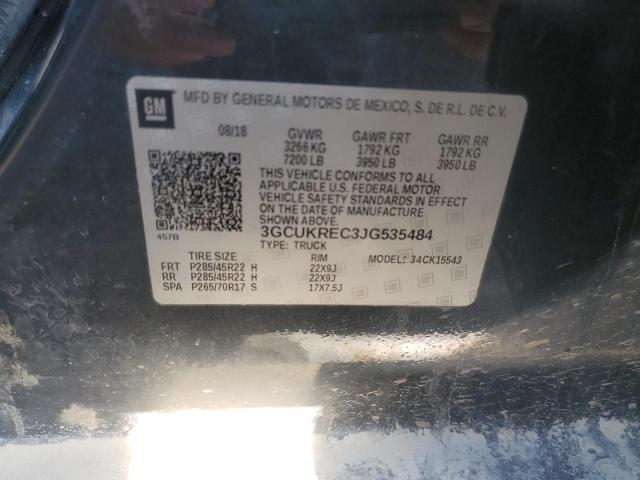 GM
MFD BY GENERAL MOTORS DE MEXICO, S. DE R.L. DE C.V.
08/18 GVWR GAWR FRT GAWR RR
3266 KG 1792 KG 1792 KG
7200 LB 3950 LB 3950 LB
THIS VEHICLE CONFORMS TO ALL
APPLICABLE U.S. FEDERAL MOTOR
VEHICLE SAFETY STANDARDS IN EFFECT
ON THE DATE OF MANUFACTURE
SHOWN ABOVE.
457B
3GCUKREC3JG535484
TYPE: TRUCK
TIRE SIZE RIM MODEL: 34CK15543
FRT P285/45R22 H 22X9J
RR P285/45R22 H 22X9J
SPA P265/70R17 S 17X7.5J